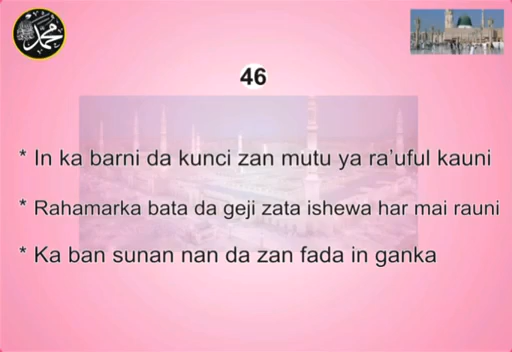 محمد
46
* In ka barni da kunci zan mutu ya ra'uful kauni
* Rahamarka bata da geji zata ishewa har mai rauni
* Ka ban sunan nan da zan fada in ganka